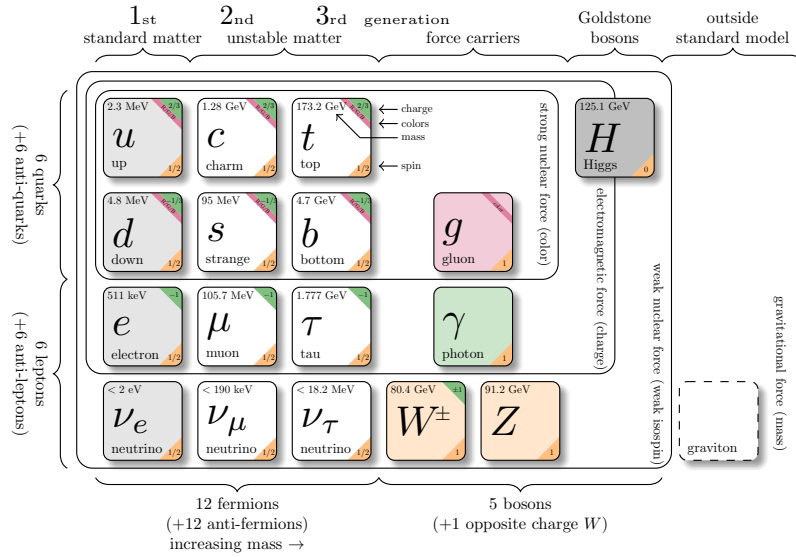 1st 2nd 3rd generation
Goldstone bosons
outside standard model
standard matter
unstable matter
force carriers
6 quarks
(+6 anti-quarks)
6 leptons
(+6 anti-leptons)
2.3 MeV 2/3
R/G/B
u
up 1/2
1.28 GeV 2/3
R/G/B
c
charm 1/2
173.2 GeV 2/3
R/G/B
t
top 1/2
charge
colors
mass
spin
125.1 GeV
H
Higgs 0
4.8 MeV −1/3
R/G/B
d
down 1/2
95 MeV −1/3
R/G/B
s
strange 1/2
4.7 GeV −1/3
R/G/B
b
bottom 1/2
color
g
gluon 1
511 keV −1
e
electron 1/2
105.7 MeV −1
μ
muon 1/2
1.777 GeV −1
τ
tau 1/2
γ
photon 1
< 2 eV
νe
neutrino 1/2
< 190 keV
νμ
neutrino 1/2
< 18.2 MeV
ντ
neutrino 1/2
80.4 GeV ±1
W±
1
91.2 GeV
Z
1
graviton
strong nuclear force (color)
electromagnetic force (charge)
weak nuclear force (weak isospin)
gravitational force (mass)
12 fermions
(+12 anti-fermions)
increasing mass →
5 bosons
(+1 opposite charge W)